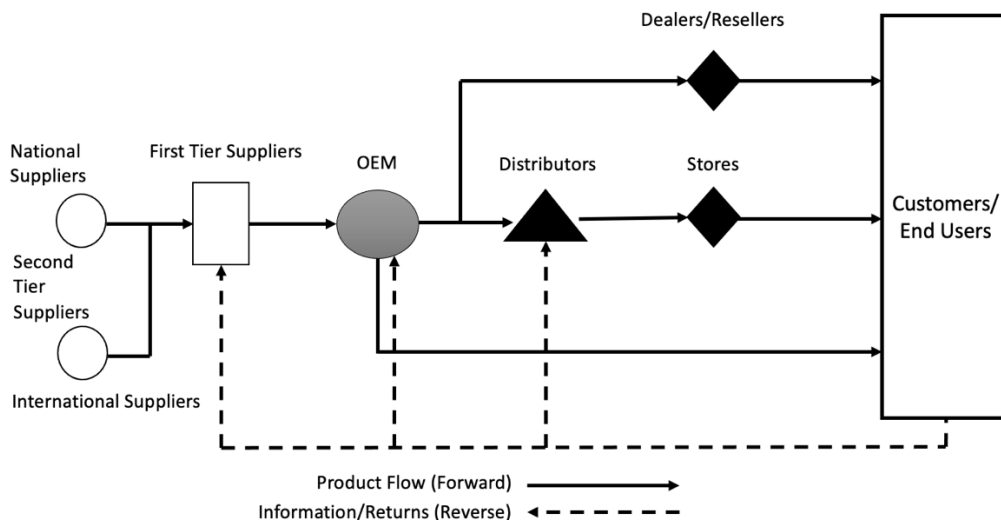 Dealers/Resellers
National
Suppliers
First Tier Suppliers
OEM
Distributors
Stores
Customers/
End Users
Second
Tier
Suppliers
International Suppliers
Product Flow (Forward)
Information/Returns (Reverse)